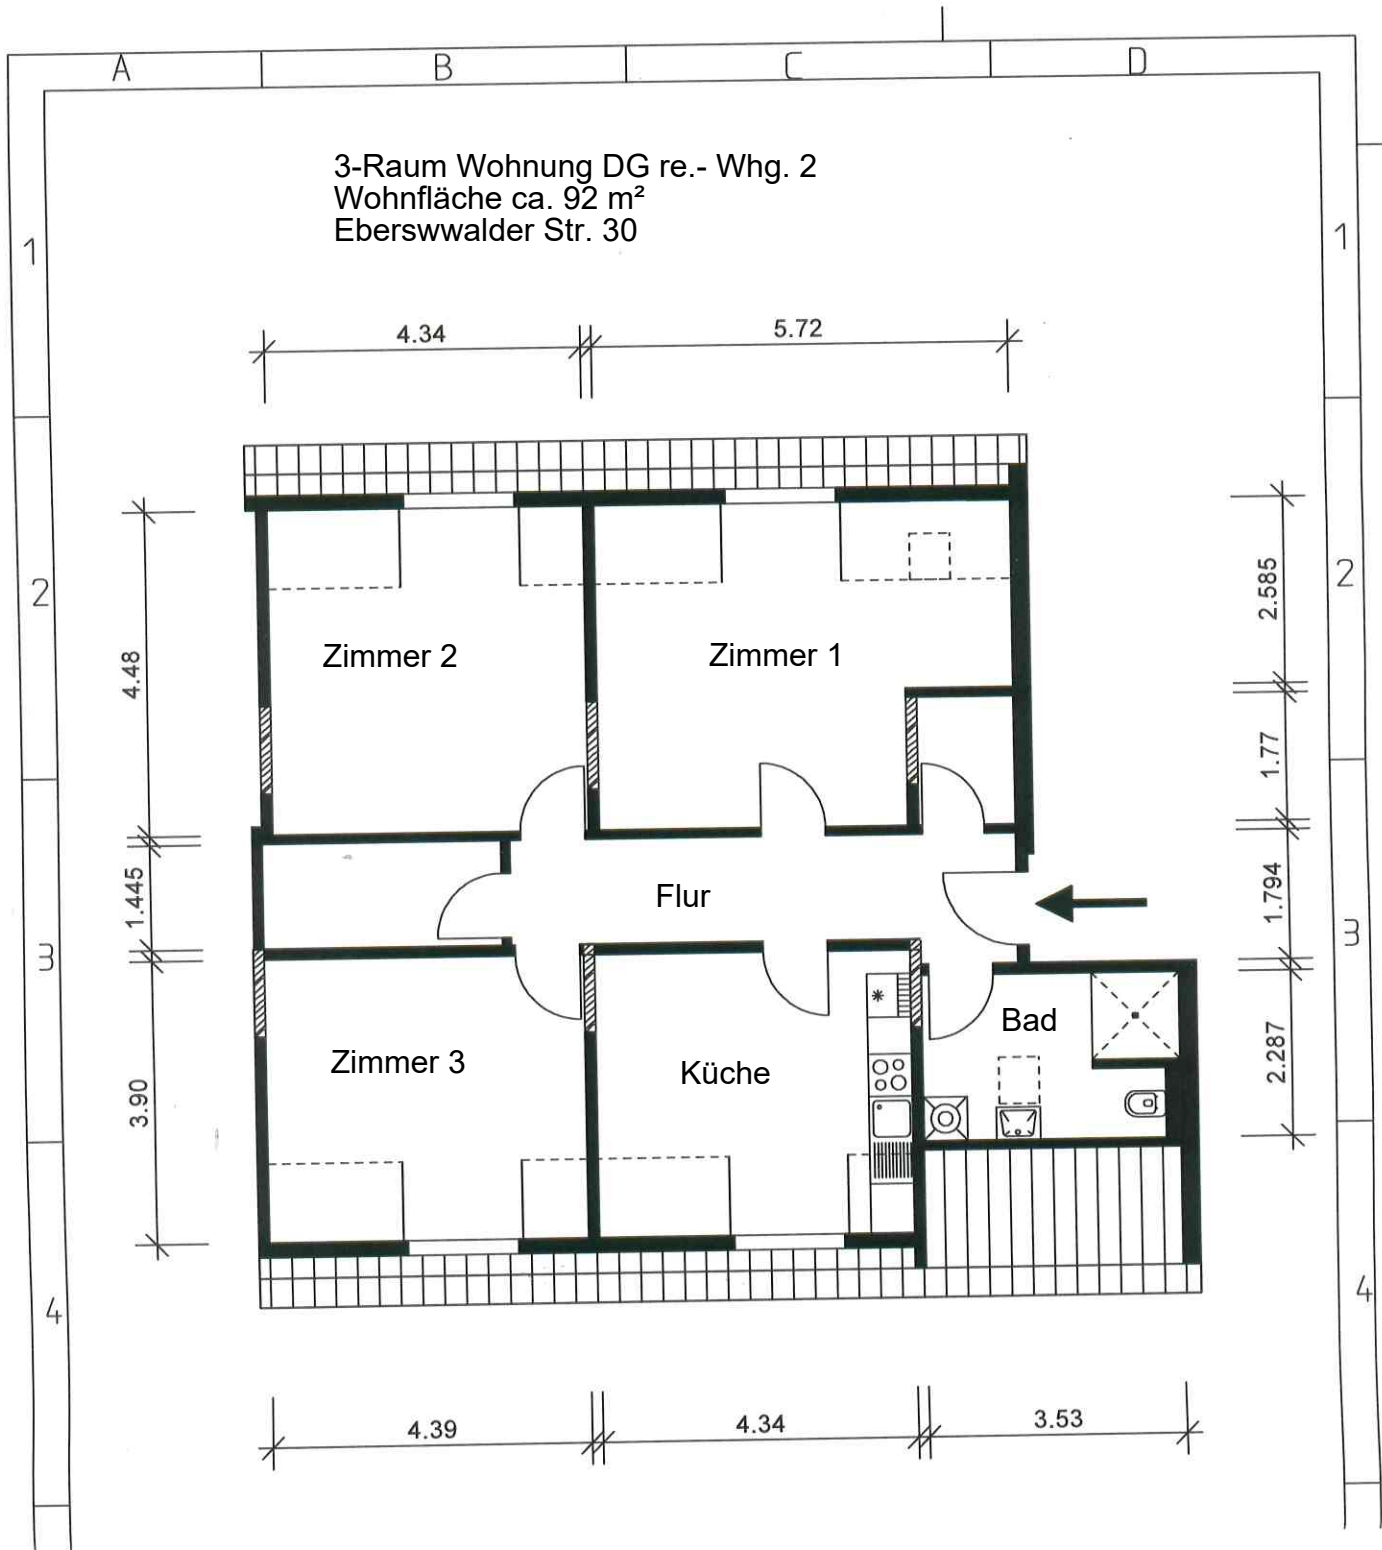 A B C D
3-Raum Wohnung DG re.- Whg. 2
Wohnfläche ca. 92 m²
Eberswwalder Str. 30
1
1
4.34
5.72
2
2
2.585
Zimmer 2
Zimmer 1
4.48
1.77
1.445
Flur
1.794
3
3
Bad
Zimmer 3
Küche
3.90
2.287
4
4
4.39
4.34
3.53